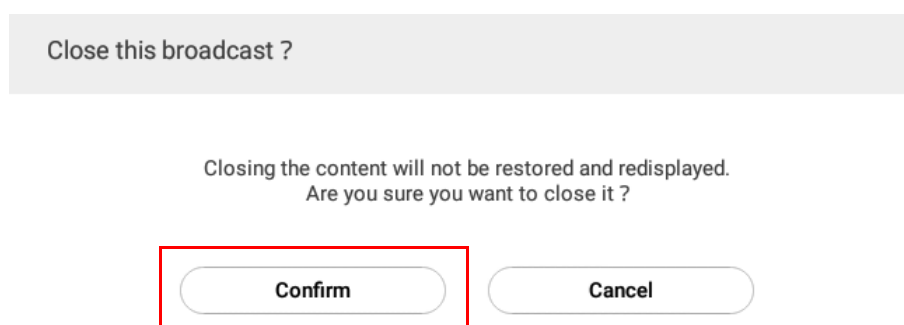 Close this broadcast ?
Closing the content will not be restored and redisplayed.
Are you sure you want to close it ?
Confirm
Cancel